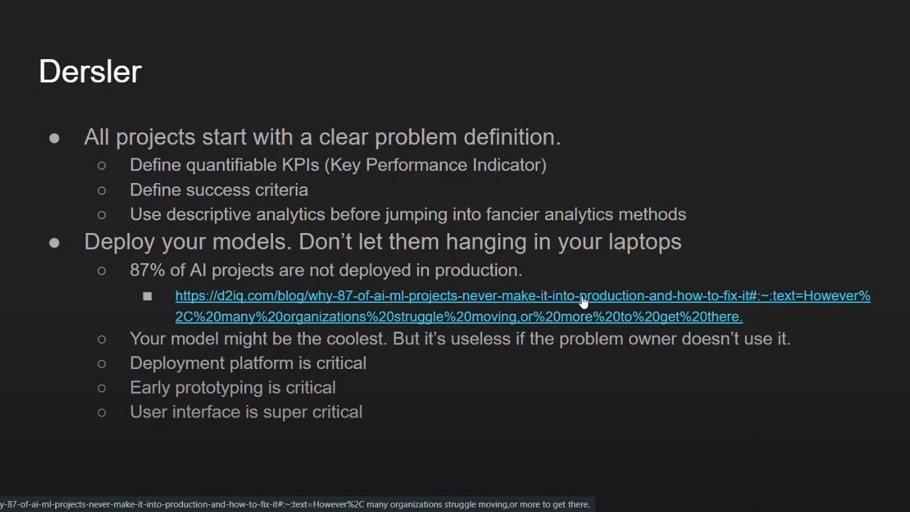 Dersler
● All projects start with a clear problem definition.
○ Define quantifiable KPIs (Key Performance Indicator)
○ Define success criteria
○ Use descriptive analytics before jumping into fancier analytics methods
● Deploy your models. Don't let them hanging in your laptops
○ 87% of AI projects are not deployed in production.
■ https://d2iq.com/blog/why-87-of-ai-ml-projects-never-make-it-into-production-and-how-to-fix-it#:~:text=However%
2C%20many%20organizations%20struggle%20moving,or%20more%20to%20get%20there.
○ Your model might be the coolest. But it's useless if the problem owner doesn't use it.
○ Deployment platform is critical
○ Early prototyping is critical
○ User interface is super critical
y-87-of-ai-ml-projects-never-make-it-into-production-and-how-to-fix-it#:~:text=However%2C many organizations struggle moving,or more to get there.